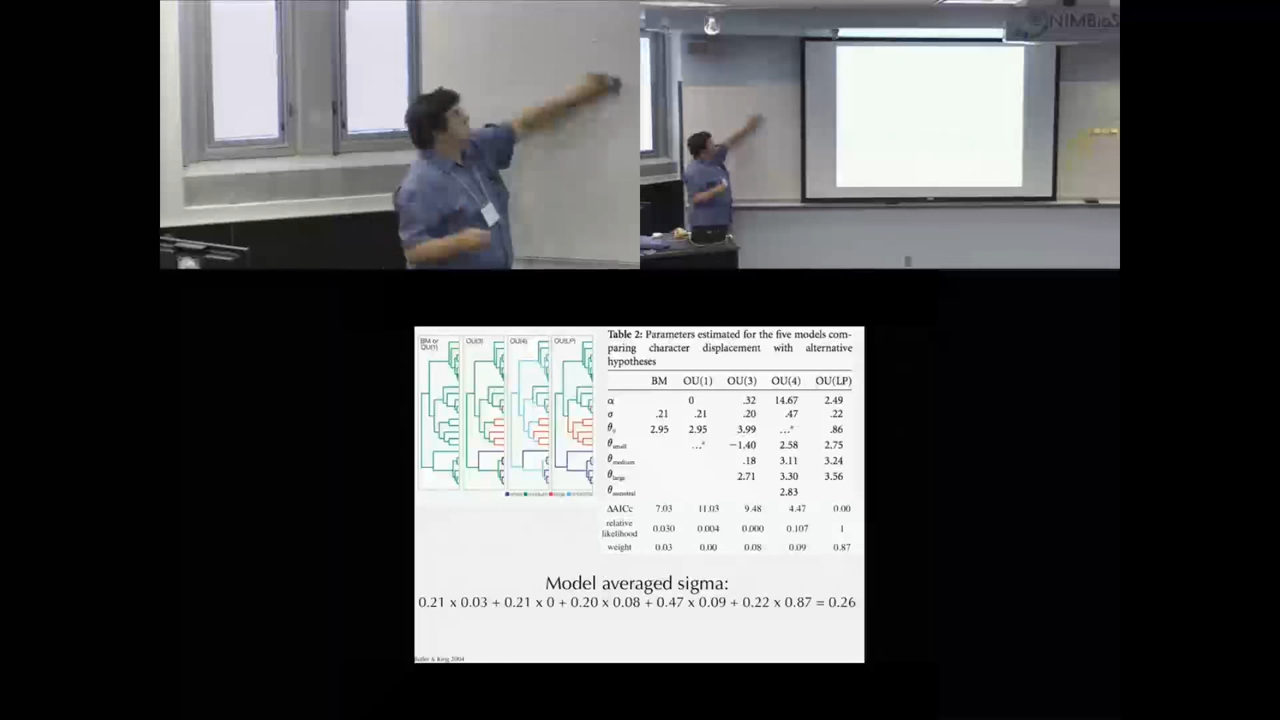 NIMBioS
BM or
OU(1)
OU(3)
OU(4)
OU(LP)
Table 2: Parameters estimated for the five models com-
paring character displacement with alternative
hypotheses
BM OU(1) OU(3) OU(4) OU(LP)
α 0 .32 14.67 2.49
σ .21 .21 .20 .47 .22
θ0 2.95 2.95 3.99 …a .86
θsmall …a −1.40 2.58 2.75
θmedium .18 3.11 3.24
θlarge 2.71 3.30 3.56
θancestral 2.83
ΔAICc 7.03 11.03 9.48 4.47 0.00
relative
likelihood 0.030 0.004 0.000 0.107 1
weight 0.03 0.00 0.08 0.09 0.87
small medium large ancestral
Model averaged sigma:
0.21 x 0.03 + 0.21 x 0 + 0.20 x 0.08 + 0.47 x 0.09 + 0.22 x 0.87 = 0.26
Butler & King 2004